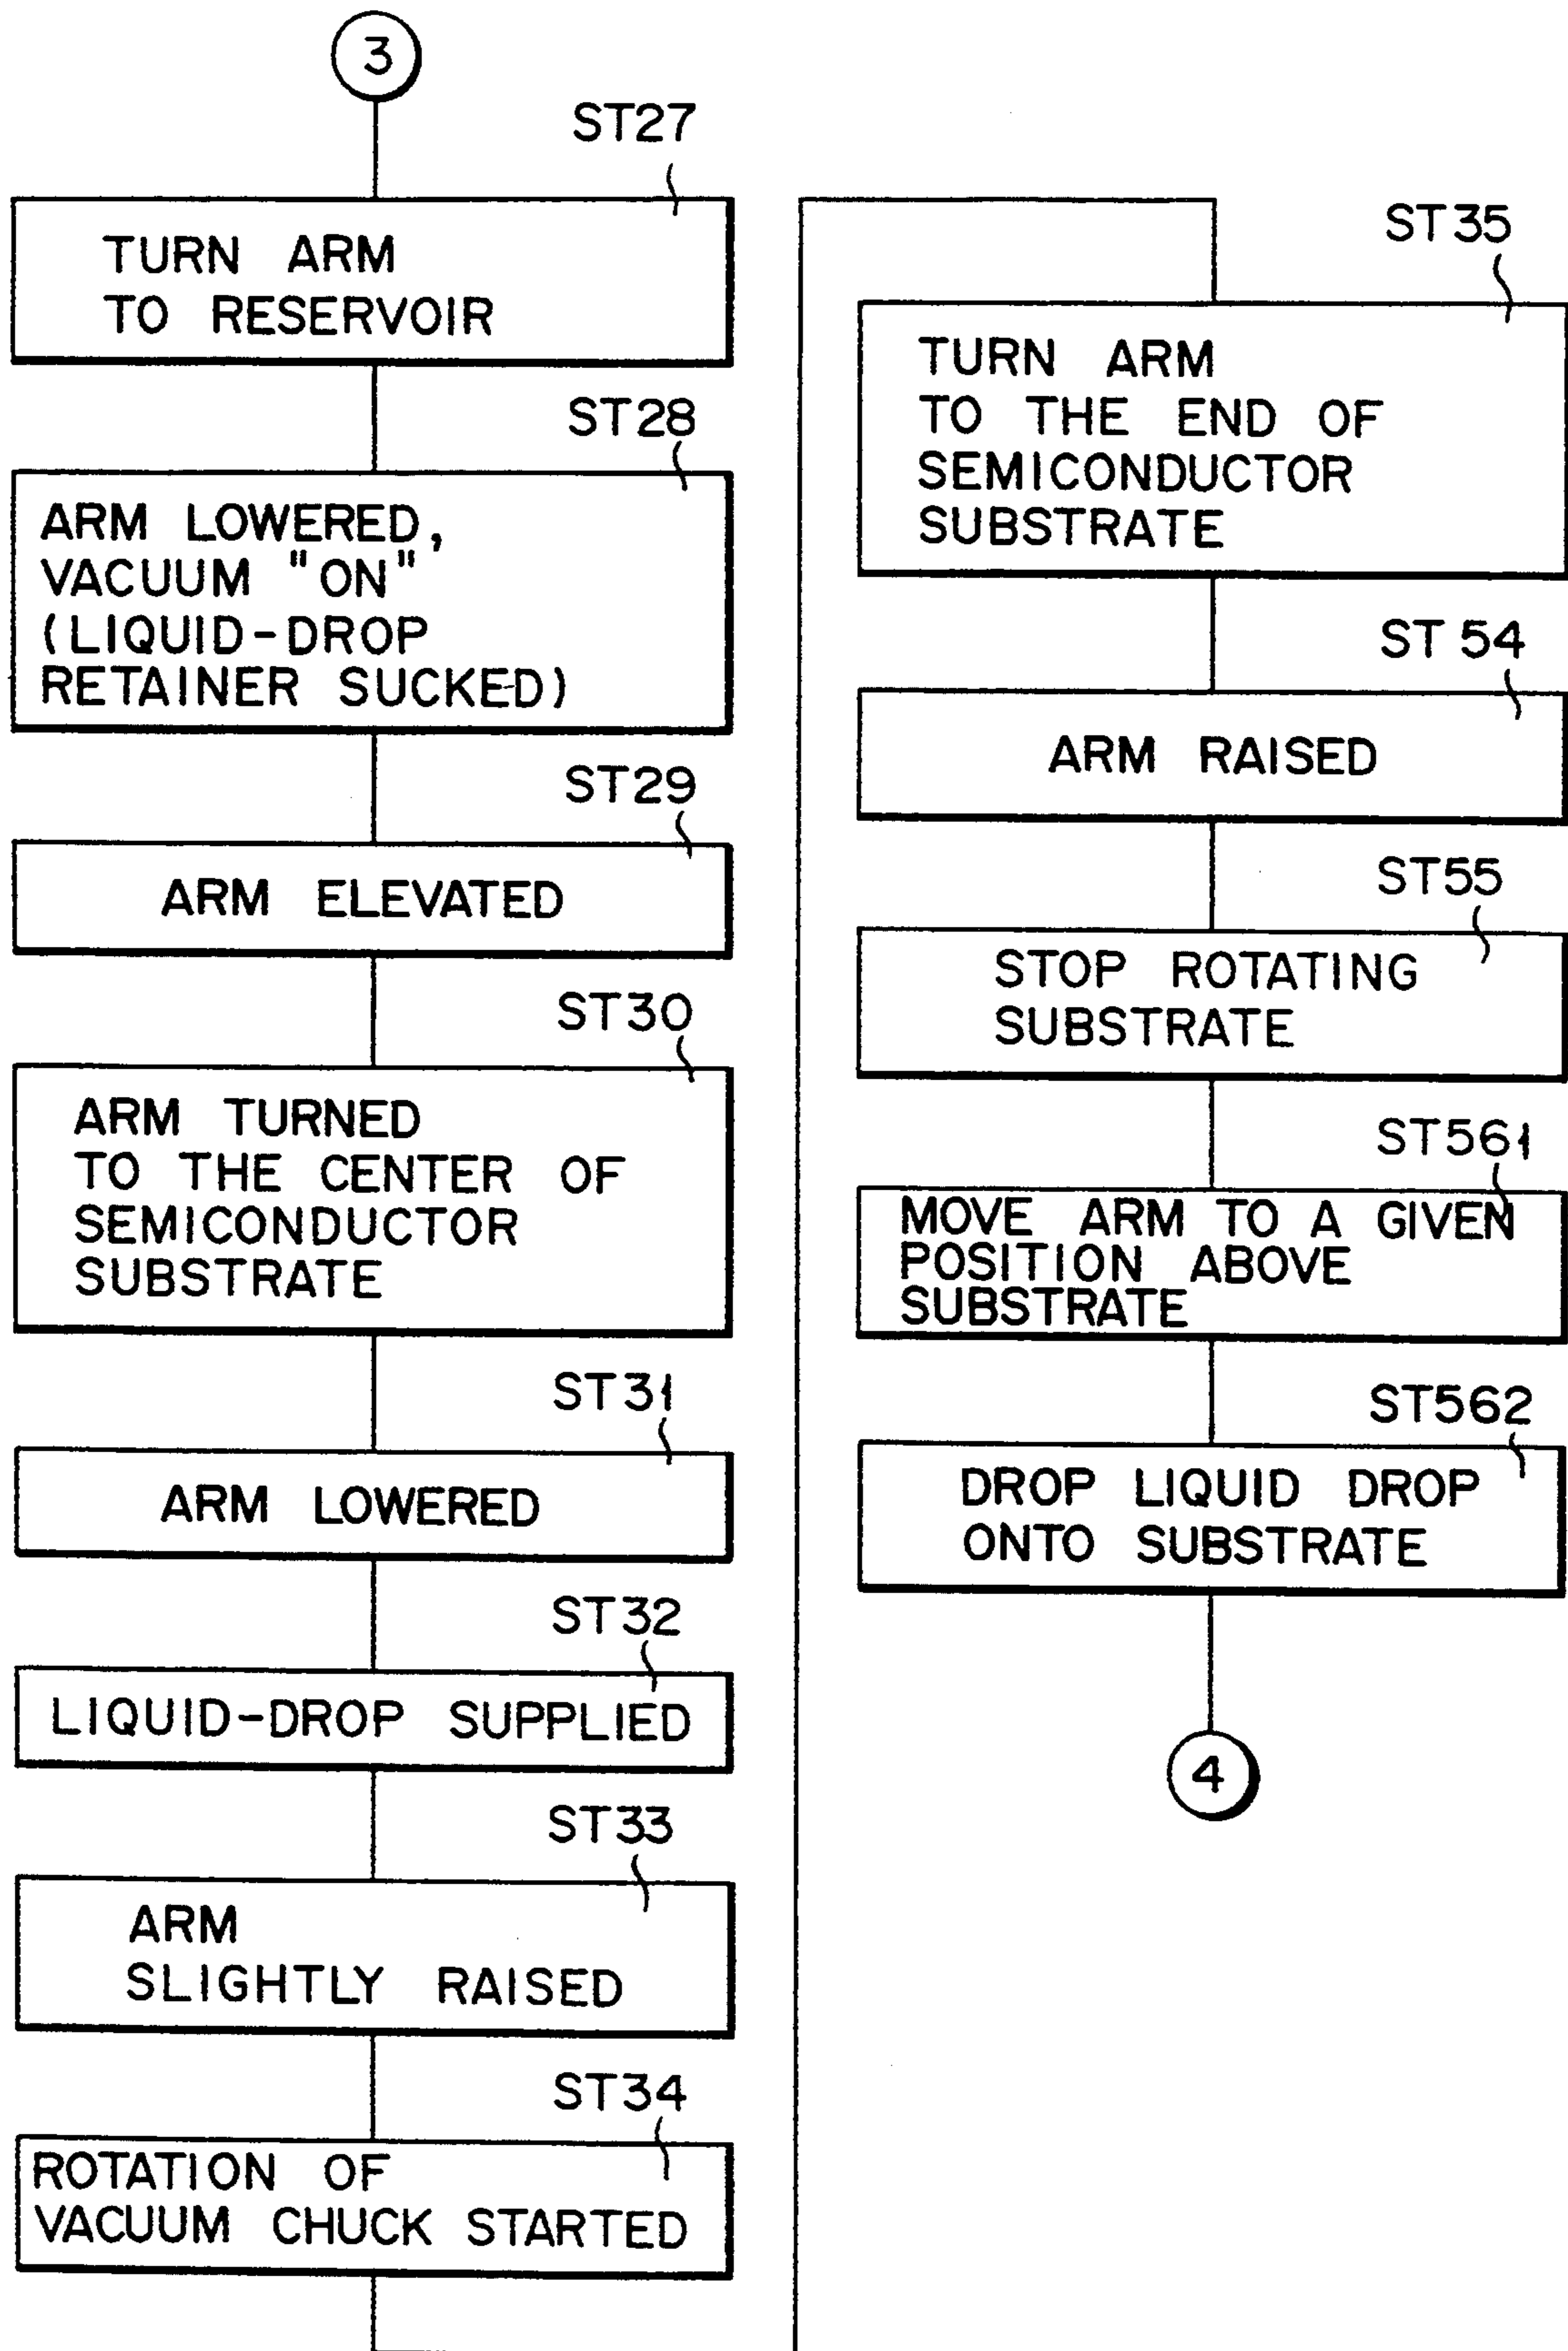 3
ST27
TURN ARM
TO RESERVOIR
ST28
ARM LOWERED,
VACUUM "ON"
(LIQUID-DROP
RETAINER SUCKED)
ST29
ARM ELEVATED
ST30
ARM TURNED
TO THE CENTER OF
SEMICONDUCTOR
SUBSTRATE
ST31
ARM LOWERED
ST32
LIQUID-DROP SUPPLIED
ST33
ARM
SLIGHTLY RAISED
ST34
ROTATION OF
VACUUM CHUCK STARTED
ST35
TURN ARM
TO THE END OF
SEMICONDUCTOR
SUBSTRATE
ST 54
ARM RAISED
ST55
STOP ROTATING
SUBSTRATE
ST561
MOVE ARM TO A GIVEN
POSITION ABOVE
SUBSTRATE
ST562
DROP LIQUID DROP
ONTO SUBSTRATE
4